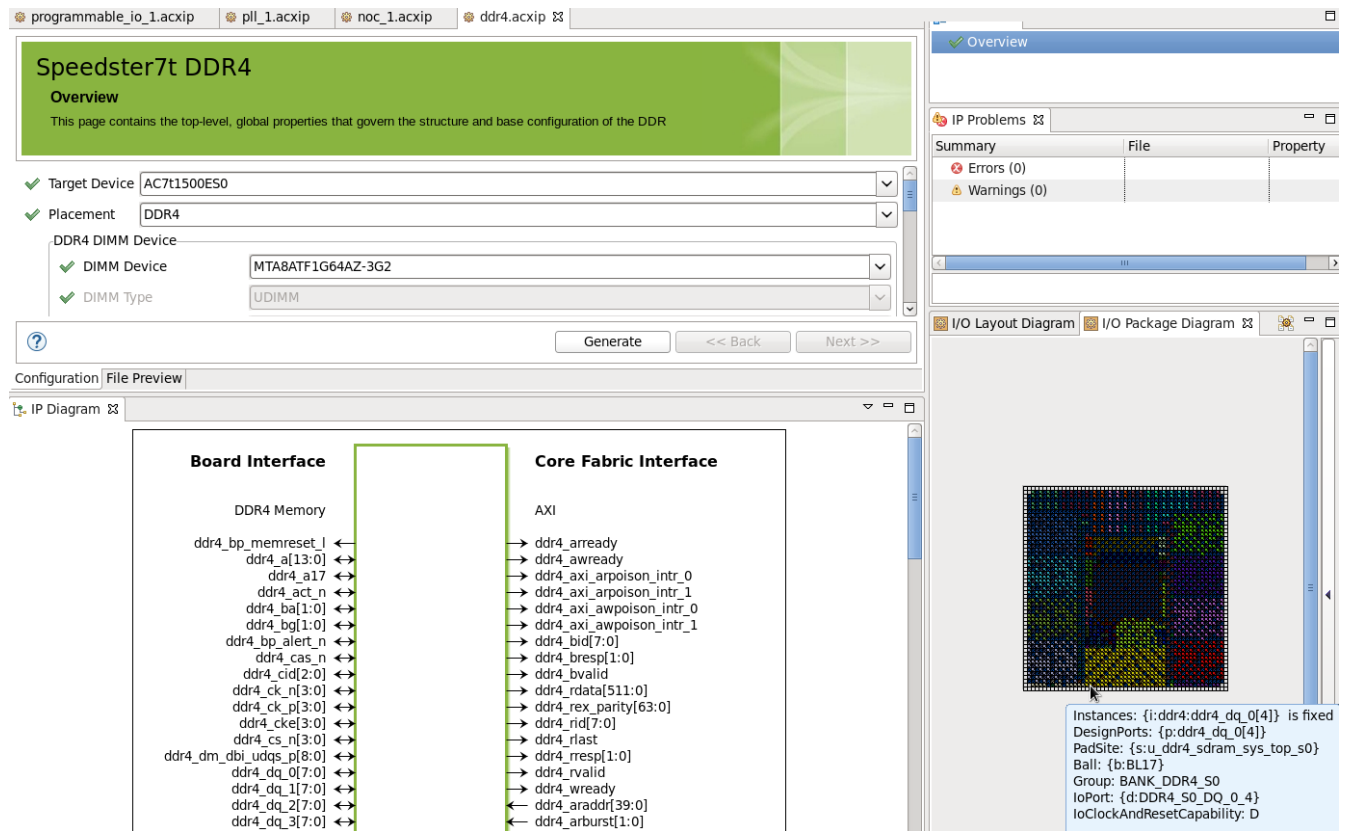 programmable_io_1.acxip pll_1.acxip noc_1.acxip ddr4.acxip
Speedster7t DDR4
Overview
This page contains the top-level, global properties that govern the structure and base configuration of the DDR
Target Device AC7t1500ES0
Placement DDR4
DDR4 DIMM Device
DIMM Device MTA8ATF1G64AZ-3G2
DIMM Type UDIMM
? Generate << Back Next >>
Configuration File Preview
IP Diagram
Board Interface Core Fabric Interface
DDR4 Memory AXI
ddr4_bp_memreset_l ddr4_arready
ddr4_a[13:0] ddr4_awready
ddr4_a17 ddr4_axi_arpoison_intr_0
ddr4_act_n ddr4_axi_arpoison_intr_1
ddr4_ba[1:0] ddr4_axi_awpoison_intr_0
ddr4_bg[1:0] ddr4_axi_awpoison_intr_1
ddr4_bp_alert_n ddr4_bid[7:0]
ddr4_cas_n ddr4_bresp[1:0]
ddr4_cid[2:0] ddr4_bvalid
ddr4_ck_n[3:0] ddr4_rdata[511:0]
ddr4_ck_p[3:0] ddr4_rex_parity[63:0]
ddr4_cke[3:0] ddr4_rid[7:0]
ddr4_cs_n[3:0] ddr4_rlast
ddr4_dm_dbi_udqs_p[8:0] ddr4_rresp[1:0]
ddr4_dq_0[7:0] ddr4_rvalid
ddr4_dq_1[7:0] ddr4_wready
ddr4_dq_2[7:0] ddr4_araddr[39:0]
ddr4_dq_3[7:0] ddr4_arburst[1:0]
Overview
IP Problems
Summary File Property
Errors (0)
Warnings (0)
I/O Layout Diagram I/O Package Diagram
Instances: {i:ddr4:ddr4_dq_0[4]} is fixed
DesignPorts: {p:ddr4_dq_0[4]}
PadSite: {s:u_ddr4_sdram_sys_top_s0}
Ball: {b:BL17}
Group: BANK_DDR4_S0
IoPort: {d:DDR4_S0_DQ_0_4}
IoClockAndResetCapability: D